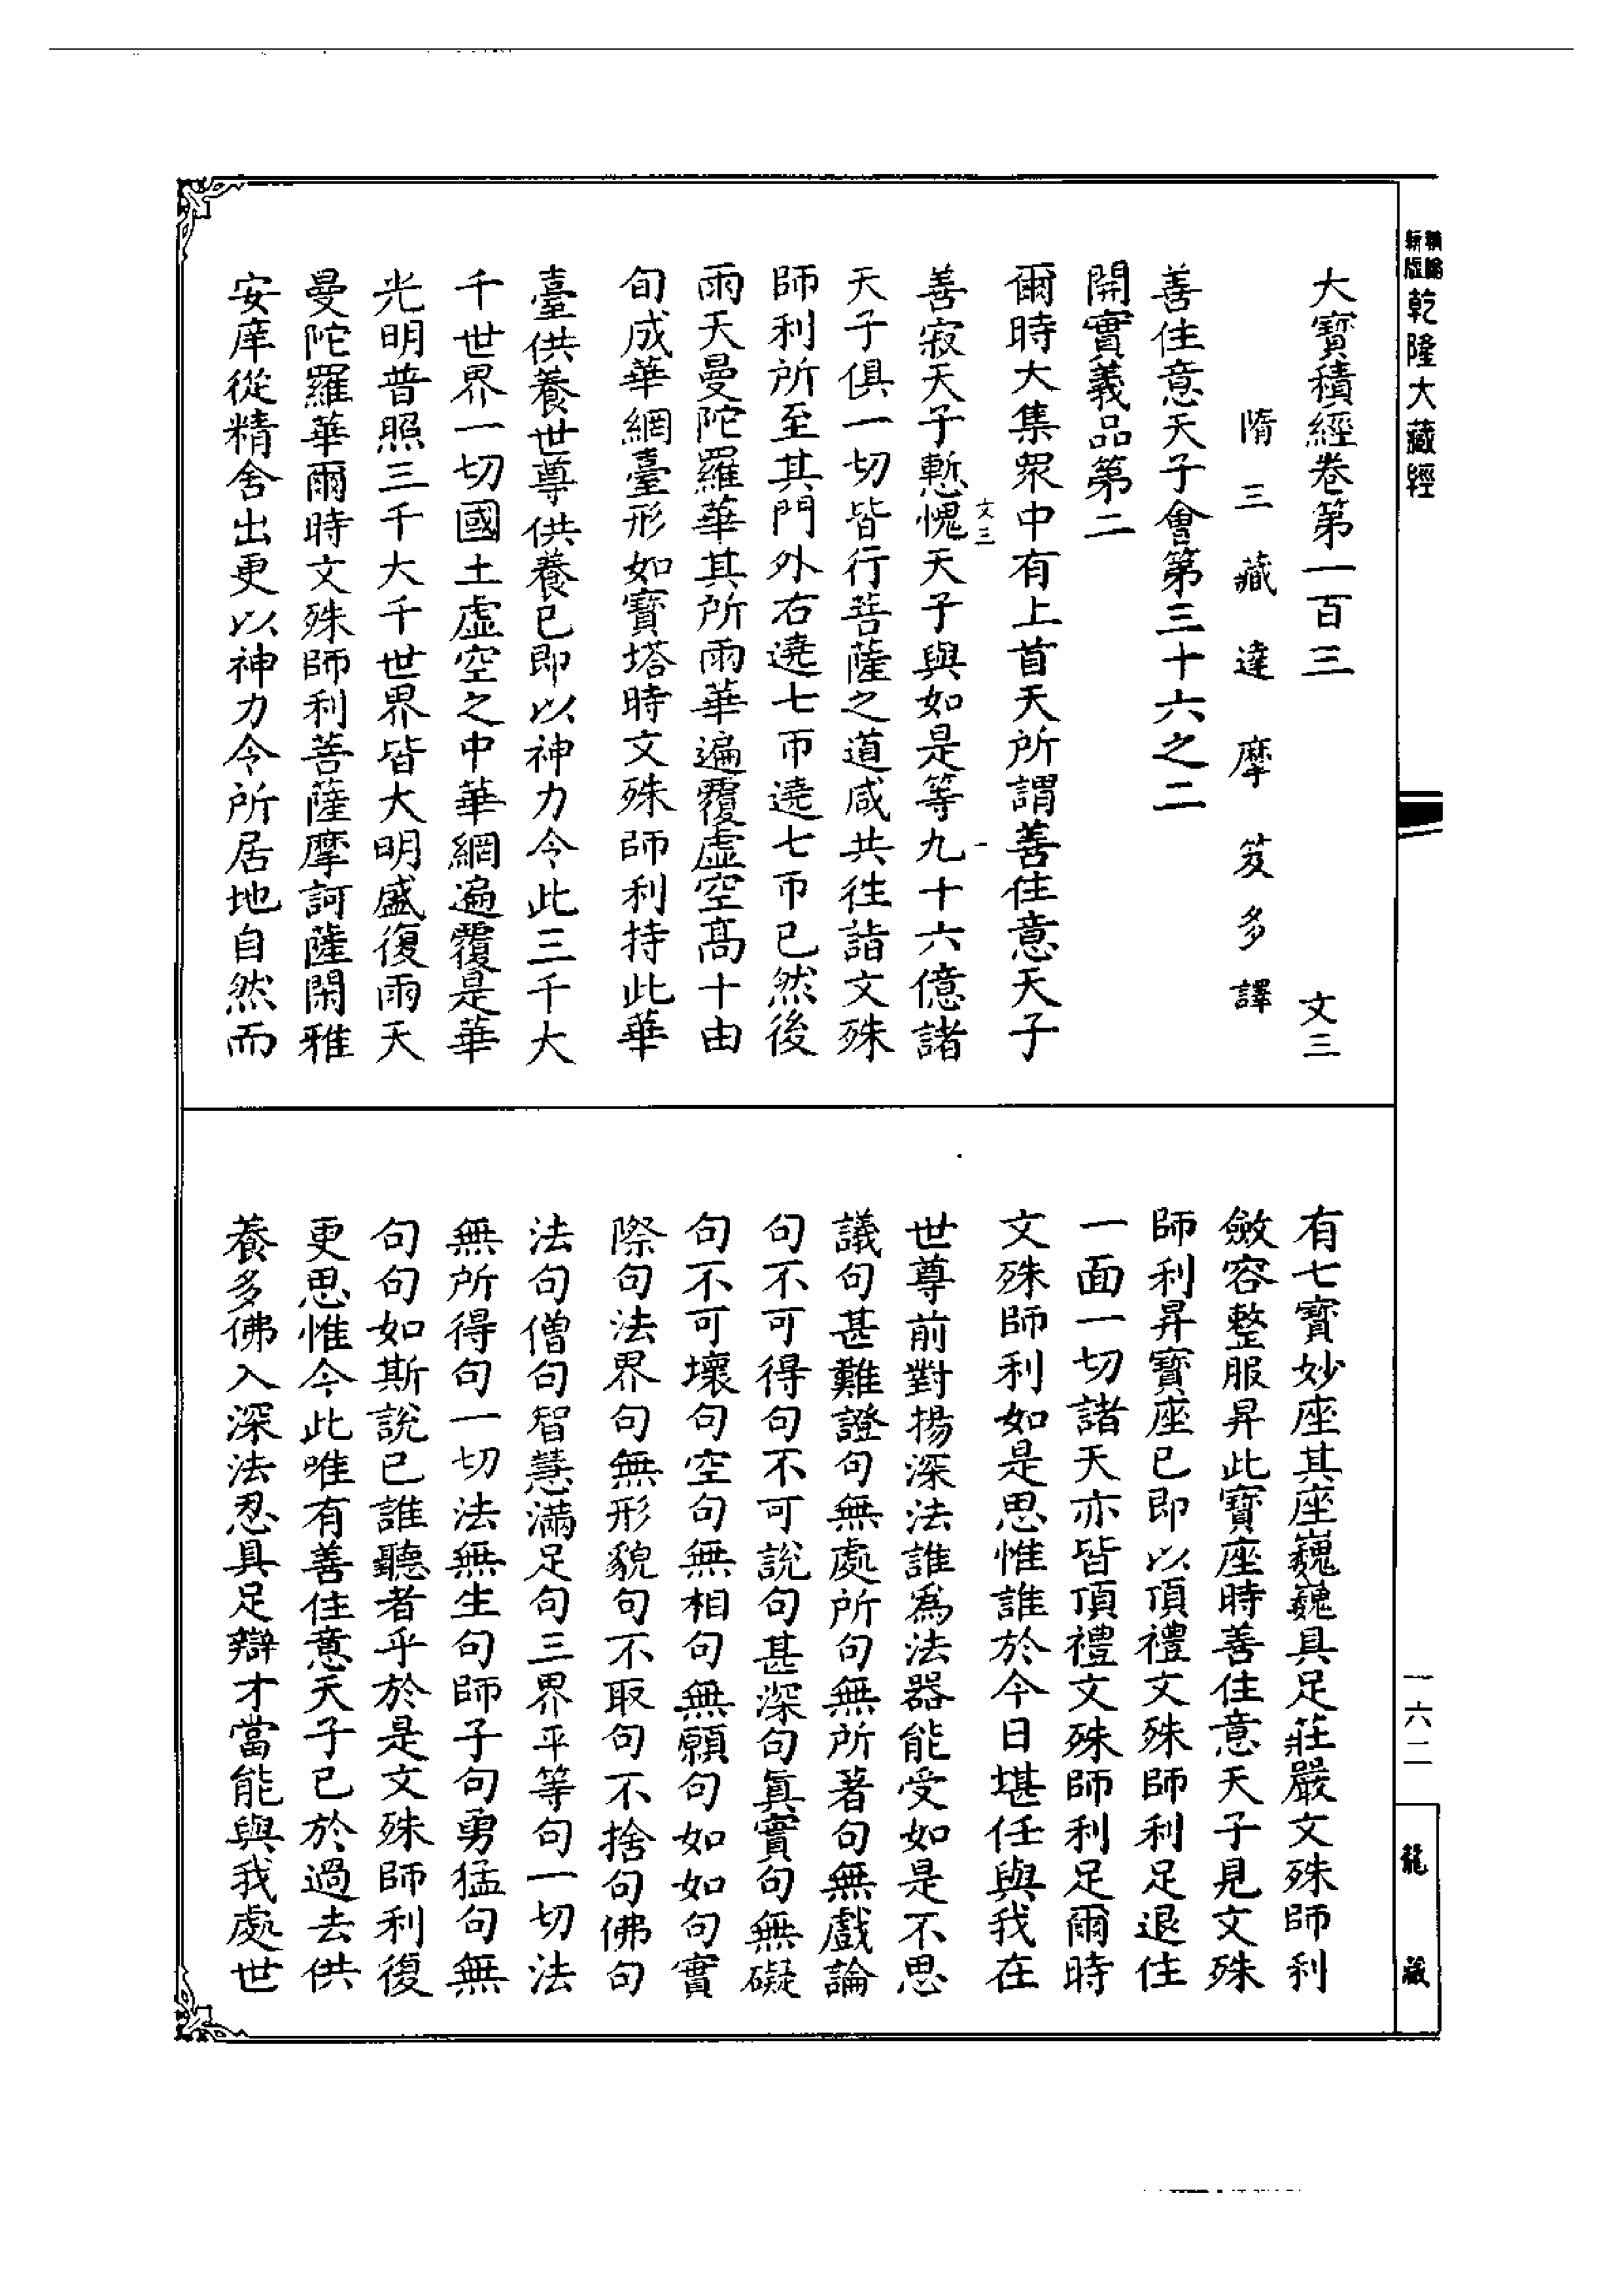 新版
乾隆大藏經
大寶積經卷第一百三 文三
隋三藏達摩笈多譯
善住意天子會第三十六之二
開實義品第二
爾時大集眾中有上首天所謂善住意天子
文三 一
善寂天子慙愧天子與如是等九十六億諸
天子俱一切皆行菩薩之道咸共往詣文殊
師利所至其門外右遶七帀遶七帀已然後
雨天曼陀羅華其所雨華遍覆虛空高十由
旬成華網臺形如寶塔時文殊師利持此華
臺供養世尊供養已即以神力令此三千大
千世界一切國土虛空之中華網遍覆是華
光明普照三千大千世界皆大明盛復雨天
曼陀羅華爾時文殊師利菩薩摩訶薩閑雅
安庠從精舍出更以神力令所居地自然而
有七寶妙座其座巍巍具足莊嚴文殊師利
斂容整服昇此寶座時善住意天子見文殊
師利昇寶座已即以頂禮文殊師利足退住
一面一切諸天亦皆頂禮文殊師利足爾時
文殊師利如是思惟誰於今日堪任與我在
世尊前對揚深法誰為法器能受如是不思
議句甚難證句無處所句無所著句無戲論
句不可得句不可說句甚深句真實句無礙
句不可壞句空句無相句無願句如如句實
際句法界句無形貌句不取句不捨句佛句
法句僧句智慧滿足句三界平等句一切法
無所得句一切法無生句師子句勇猛句無
句句如斯說已誰聽者乎於是文殊師利復
更思惟今此唯有善住意天子已於過去供
養多佛入深法忍具足辯才當能與我處世
一六二
龍藏